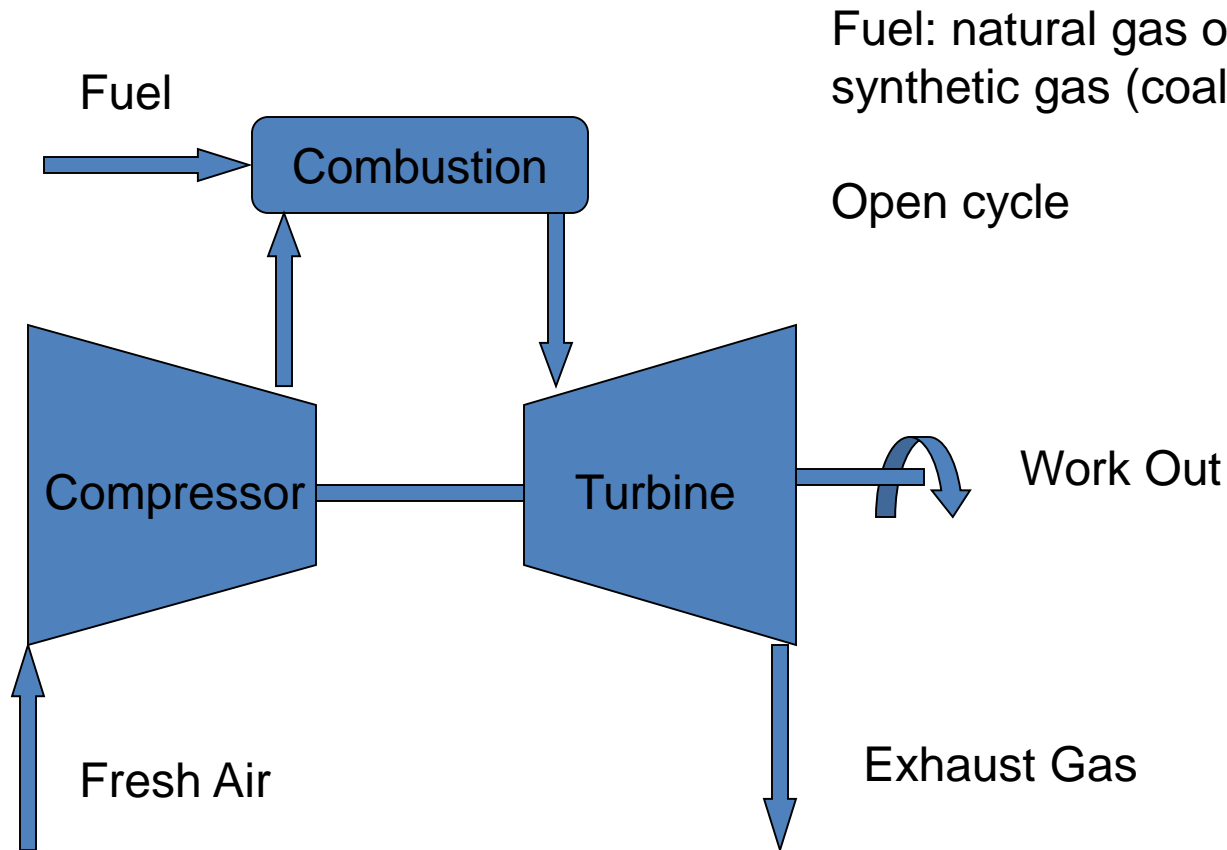 Fuel: natural gas o
synthetic gas (coal
Fuel
Combustion
Open cycle
Compressor
Turbine
Work Out
Fresh Air
Exhaust Gas